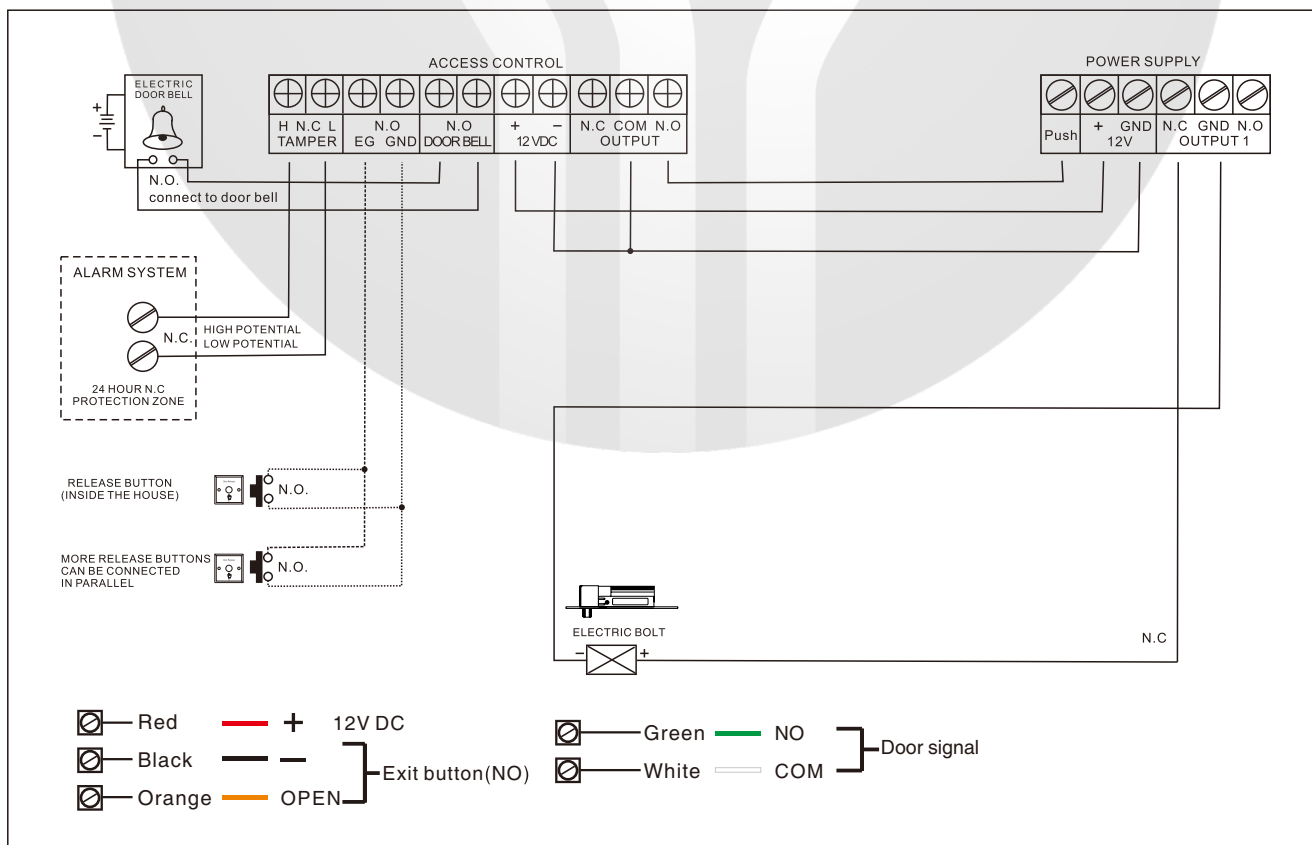 ACCESS CONTROL
POWER SUPPLY
ELECTRIC
DOOR BELL
+
−
H N.C L
TAMPER
N.O
EG GND
N.O
DOOR BELL
+ −
12 VDC
N.C COM N.O
OUTPUT
Push
+ GND
12V
N.C GND N.O
OUTPUT 1
N.O.
connect to door bell
ALARM SYSTEM
N.C.
HIGH POTENTIAL
LOW POTENTIAL
24 HOUR N.C
PROTECTION ZONE
RELEASE BUTTON
(INSIDE THE HOUSE)
N.O.
MORE RELEASE BUTTONS
CAN BE CONNECTED
IN PARALLEL
N.O.
ELECTRIC BOLT
− +
N.C
Red + 12V DC
Black −
Orange OPEN
Exit button(NO)
Green NO
White COM
Door signal